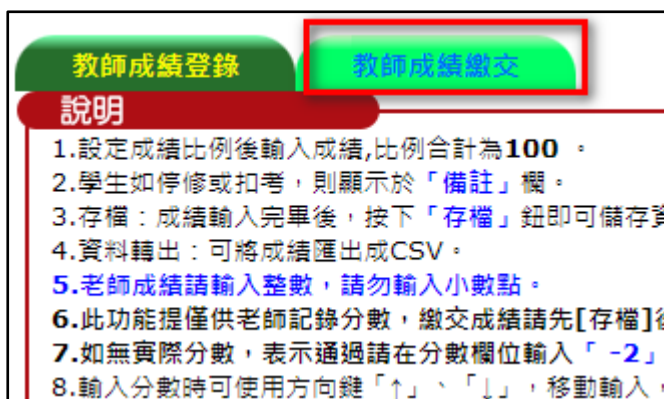 教師成績登錄 教師成績繳交
說明
1.設定成績比例後輸入成績,比例合計為100 。
2.學生如停修或扣考，則顯示於「備註」欄。
3.存檔：成績輸入完畢後，按下「存檔」鈕即可儲存資
4.資料轉出：可將成績匯出成CSV。
5.老師成績請輸入整數，請勿輸入小數點。
6.此功能提僅供老師記錄分數，繳交成績請先[存檔]後
7.如無實際分數，表示通過請在分數欄位輸入「 -2」
8.輸入分數時可使用方向鍵「↑」、「↓」，移動輸入，